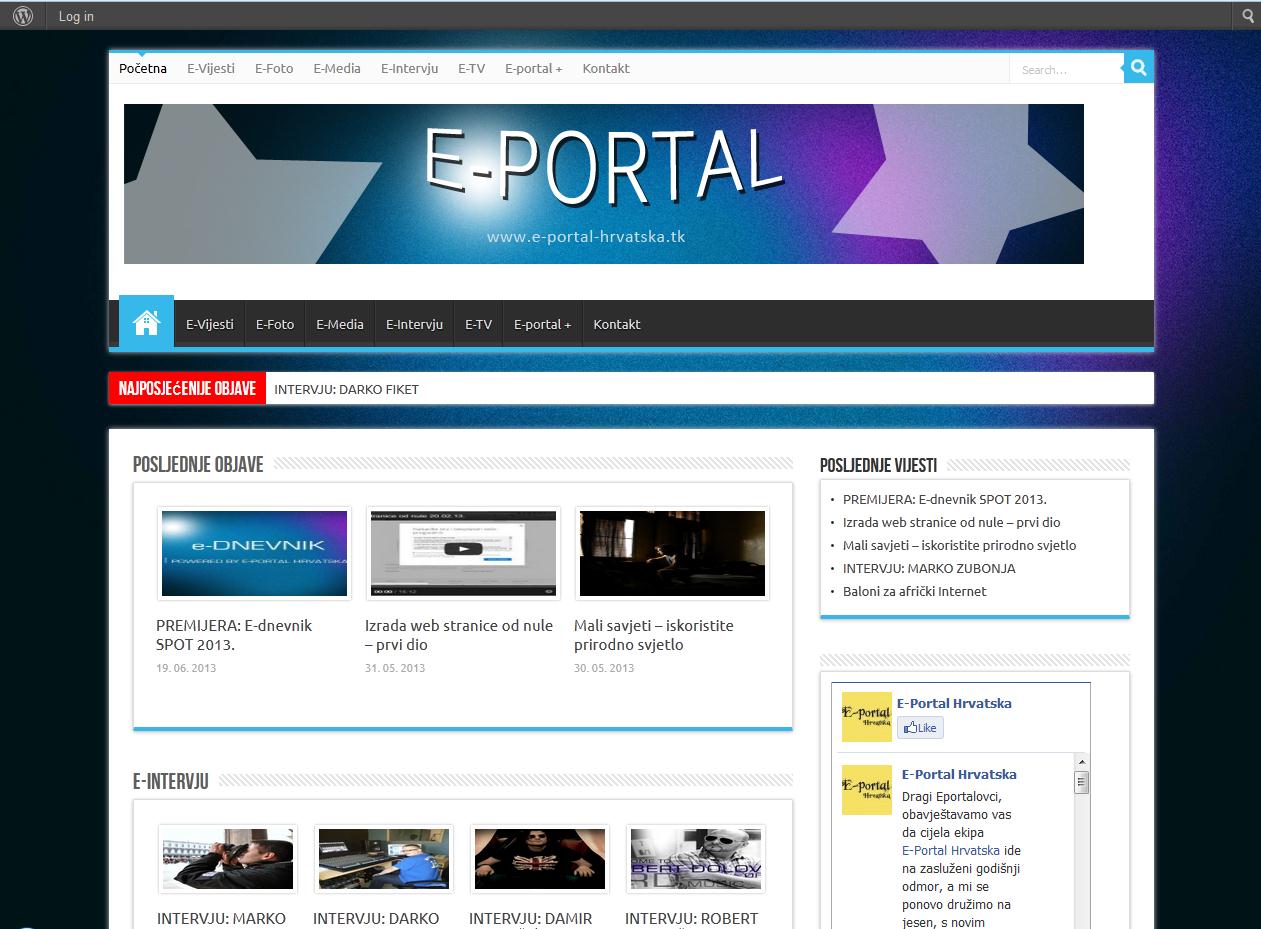 Log in
Početna E-Vijesti E-Foto E-Media E-Intervju E-TV E-portal + Kontakt Search…
E-PORTAL
www.e-portal-hrvatska.tk
E-Vijesti E-Foto E-Media E-Intervju E-TV E-portal + Kontakt
NAJPOSJEćENIJE OBJAVE INTERVJU: DARKO FIKET
POSLJEDNJE OBJAVE
e-DNEVNIK
POWERED BY E-PORTAL HRVATSKA
PREMIJERA: E-dnevnik
SPOT 2013.
19. 06. 2013
Izrada web stranice od nule
– prvi dio
31. 05. 2013
Mali savjeti – iskoristite
prirodno svjetlo
30. 05. 2013
E-INTERVJU
INTERVJU: MARKO
INTERVJU: DARKO
INTERVJU: DAMIR
INTERVJU: ROBERT
POSLJEDNJE VIJESTI
• PREMIJERA: E-dnevnik SPOT 2013.
• Izrada web stranice od nule – prvi dio
• Mali savjeti – iskoristite prirodno svjetlo
• INTERVJU: MARKO ZUBONJA
• Baloni za afrički Internet
E-portal
Hrvatska
E-Portal Hrvatska
Like
E-portal
Hrvatska
E-Portal Hrvatska
Dragi Eportalovci,
obavještavamo vas
da cijela ekipa
E-Portal Hrvatska ide
na zasluženi godišnji
odmor, a mi se
ponovo družimo na
jesen, s novim